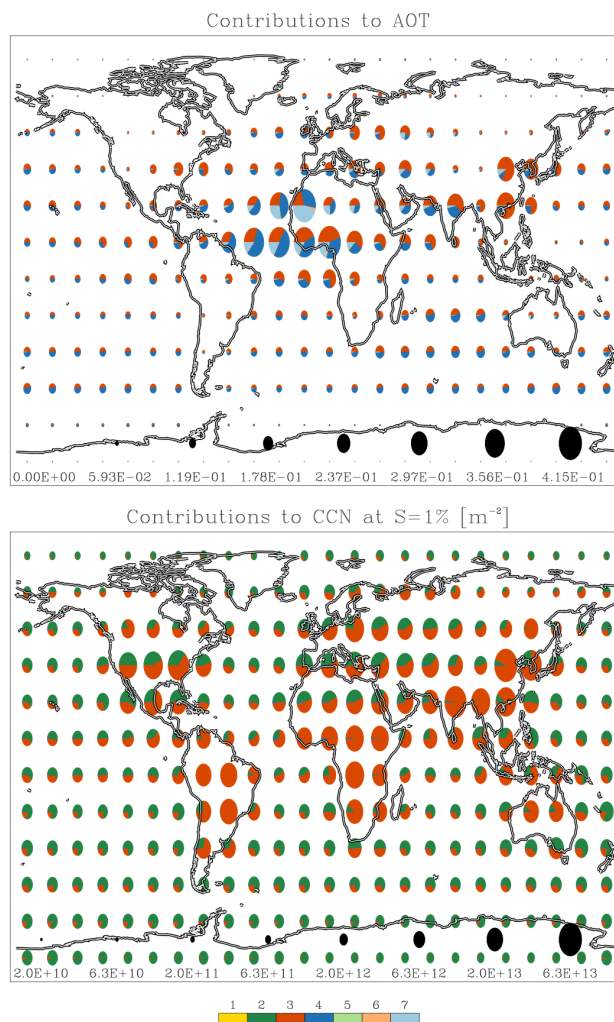 Contributions to AOT
0.00E+00 5.93E-02 1.19E-01 1.78E-01 2.37E-01 2.97E-01 3.56E-01 4.15E-01
Contributions to CCN at S=1% [m⁻²]
2.0E+10 6.3E+10 2.0E+11 6.3E+11 2.0E+12 6.3E+12 2.0E+13 6.3E+13
1 2 3 4 5 6 7